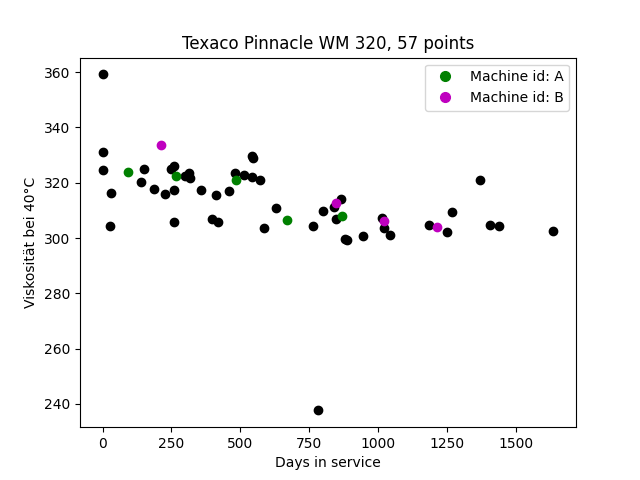 Texaco Pinnacle WM 320, 57 points
Machine id: A
Machine id: B
360
340
320
300
280
260
240
Viskosität bei 40°C
0
250
500
750
1000
1250
1500
Days in service